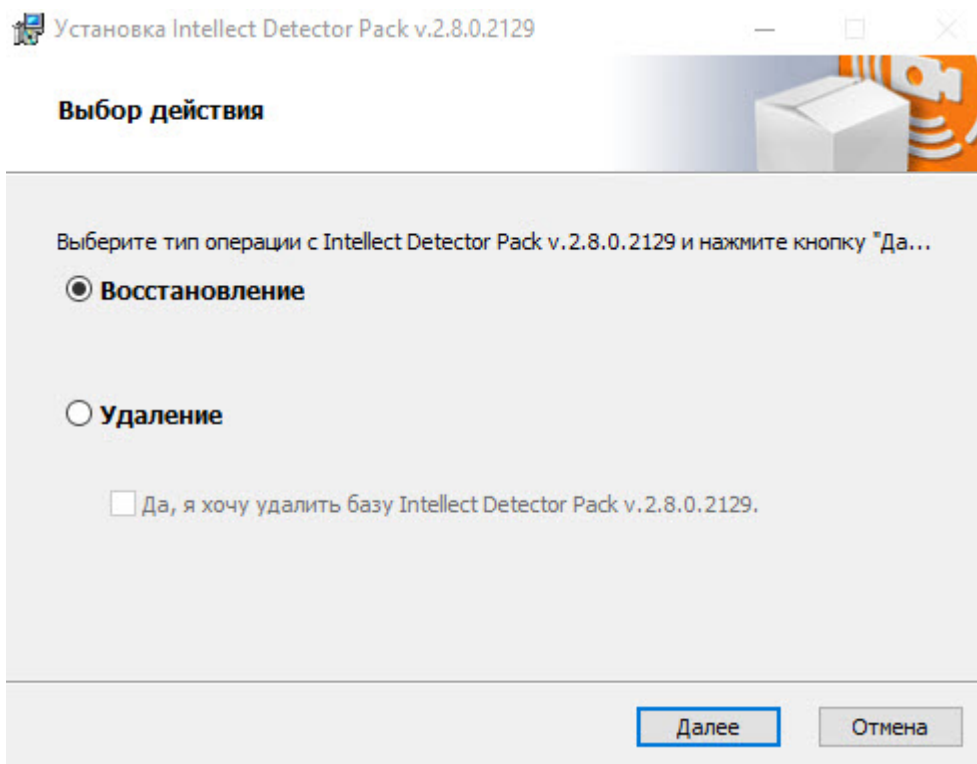 Установка Intellect Detector Pack v.2.8.0.2129
Выбор действия
Выберите тип операции с Intellect Detector Pack v.2.8.0.2129 и нажмите кнопку "Да...
Восстановление
Удаление
Да, я хочу удалить базу Intellect Detector Pack v.2.8.0.2129.
Далее
Отмена